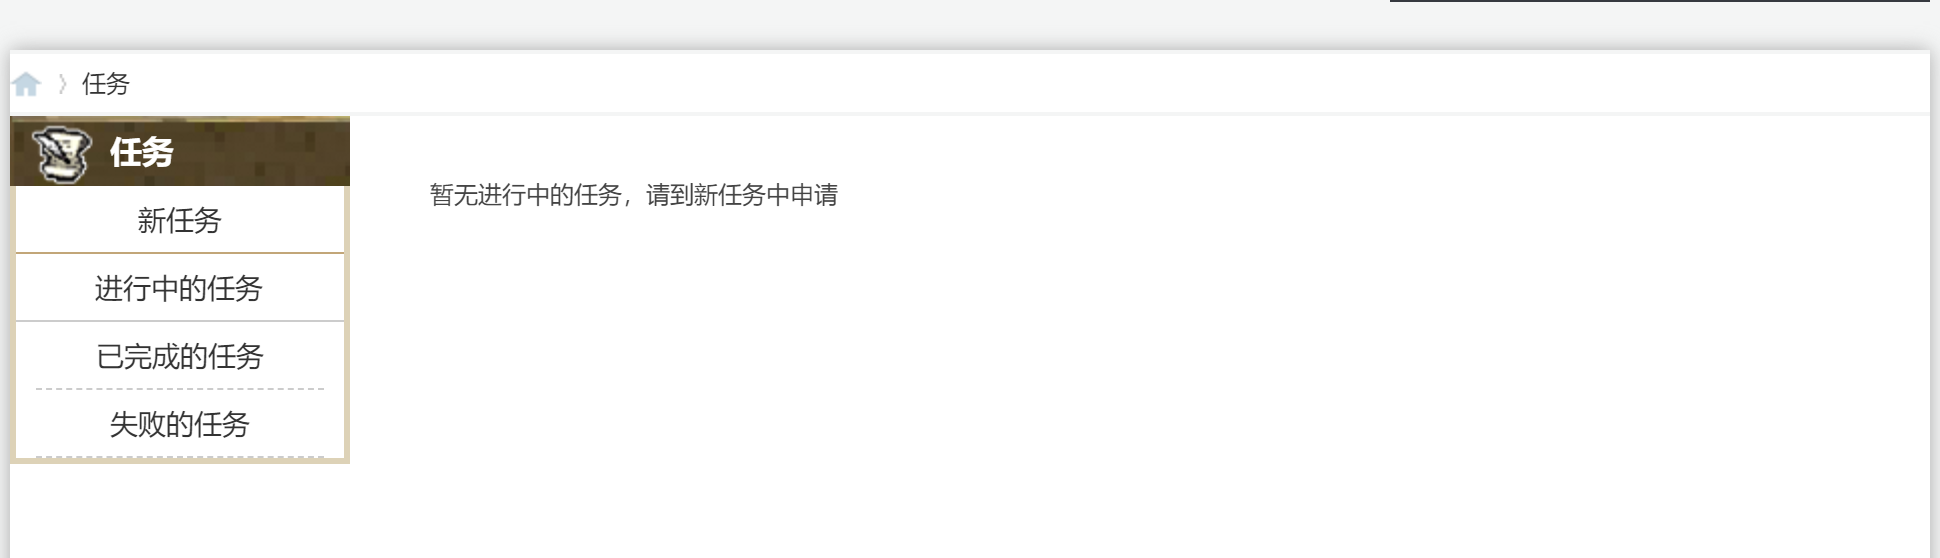 任务
任务
新任务
进行中的任务
已完成的任务
失败的任务
暂无进行中的任务，请到新任务中申请